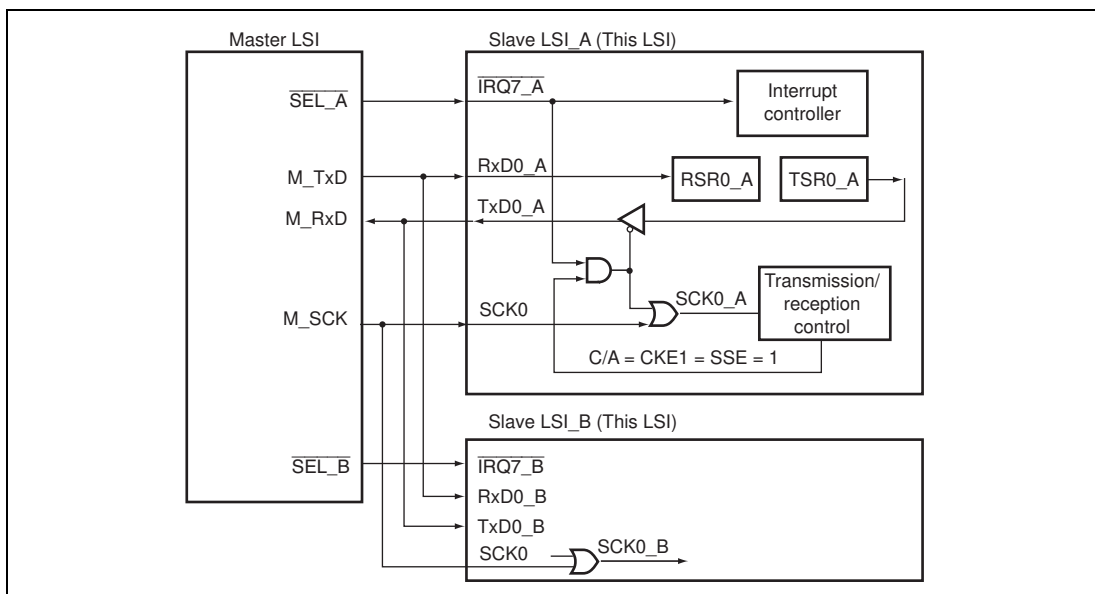 Master LSI
SEL_A
M_TxD
M_RxD
M_SCK
SEL_B
Slave LSI_A (This LSI)
IRQ7_A
Interrupt
controller
RxD0_A
RSR0_A
TSR0_A
TxD0_A
SCK0
SCK0_A
Transmission/
reception
control
C/A = CKE1 = SSE = 1
Slave LSI_B (This LSI)
IRQ7_B
RxD0_B
TxD0_B
SCK0
SCK0_B